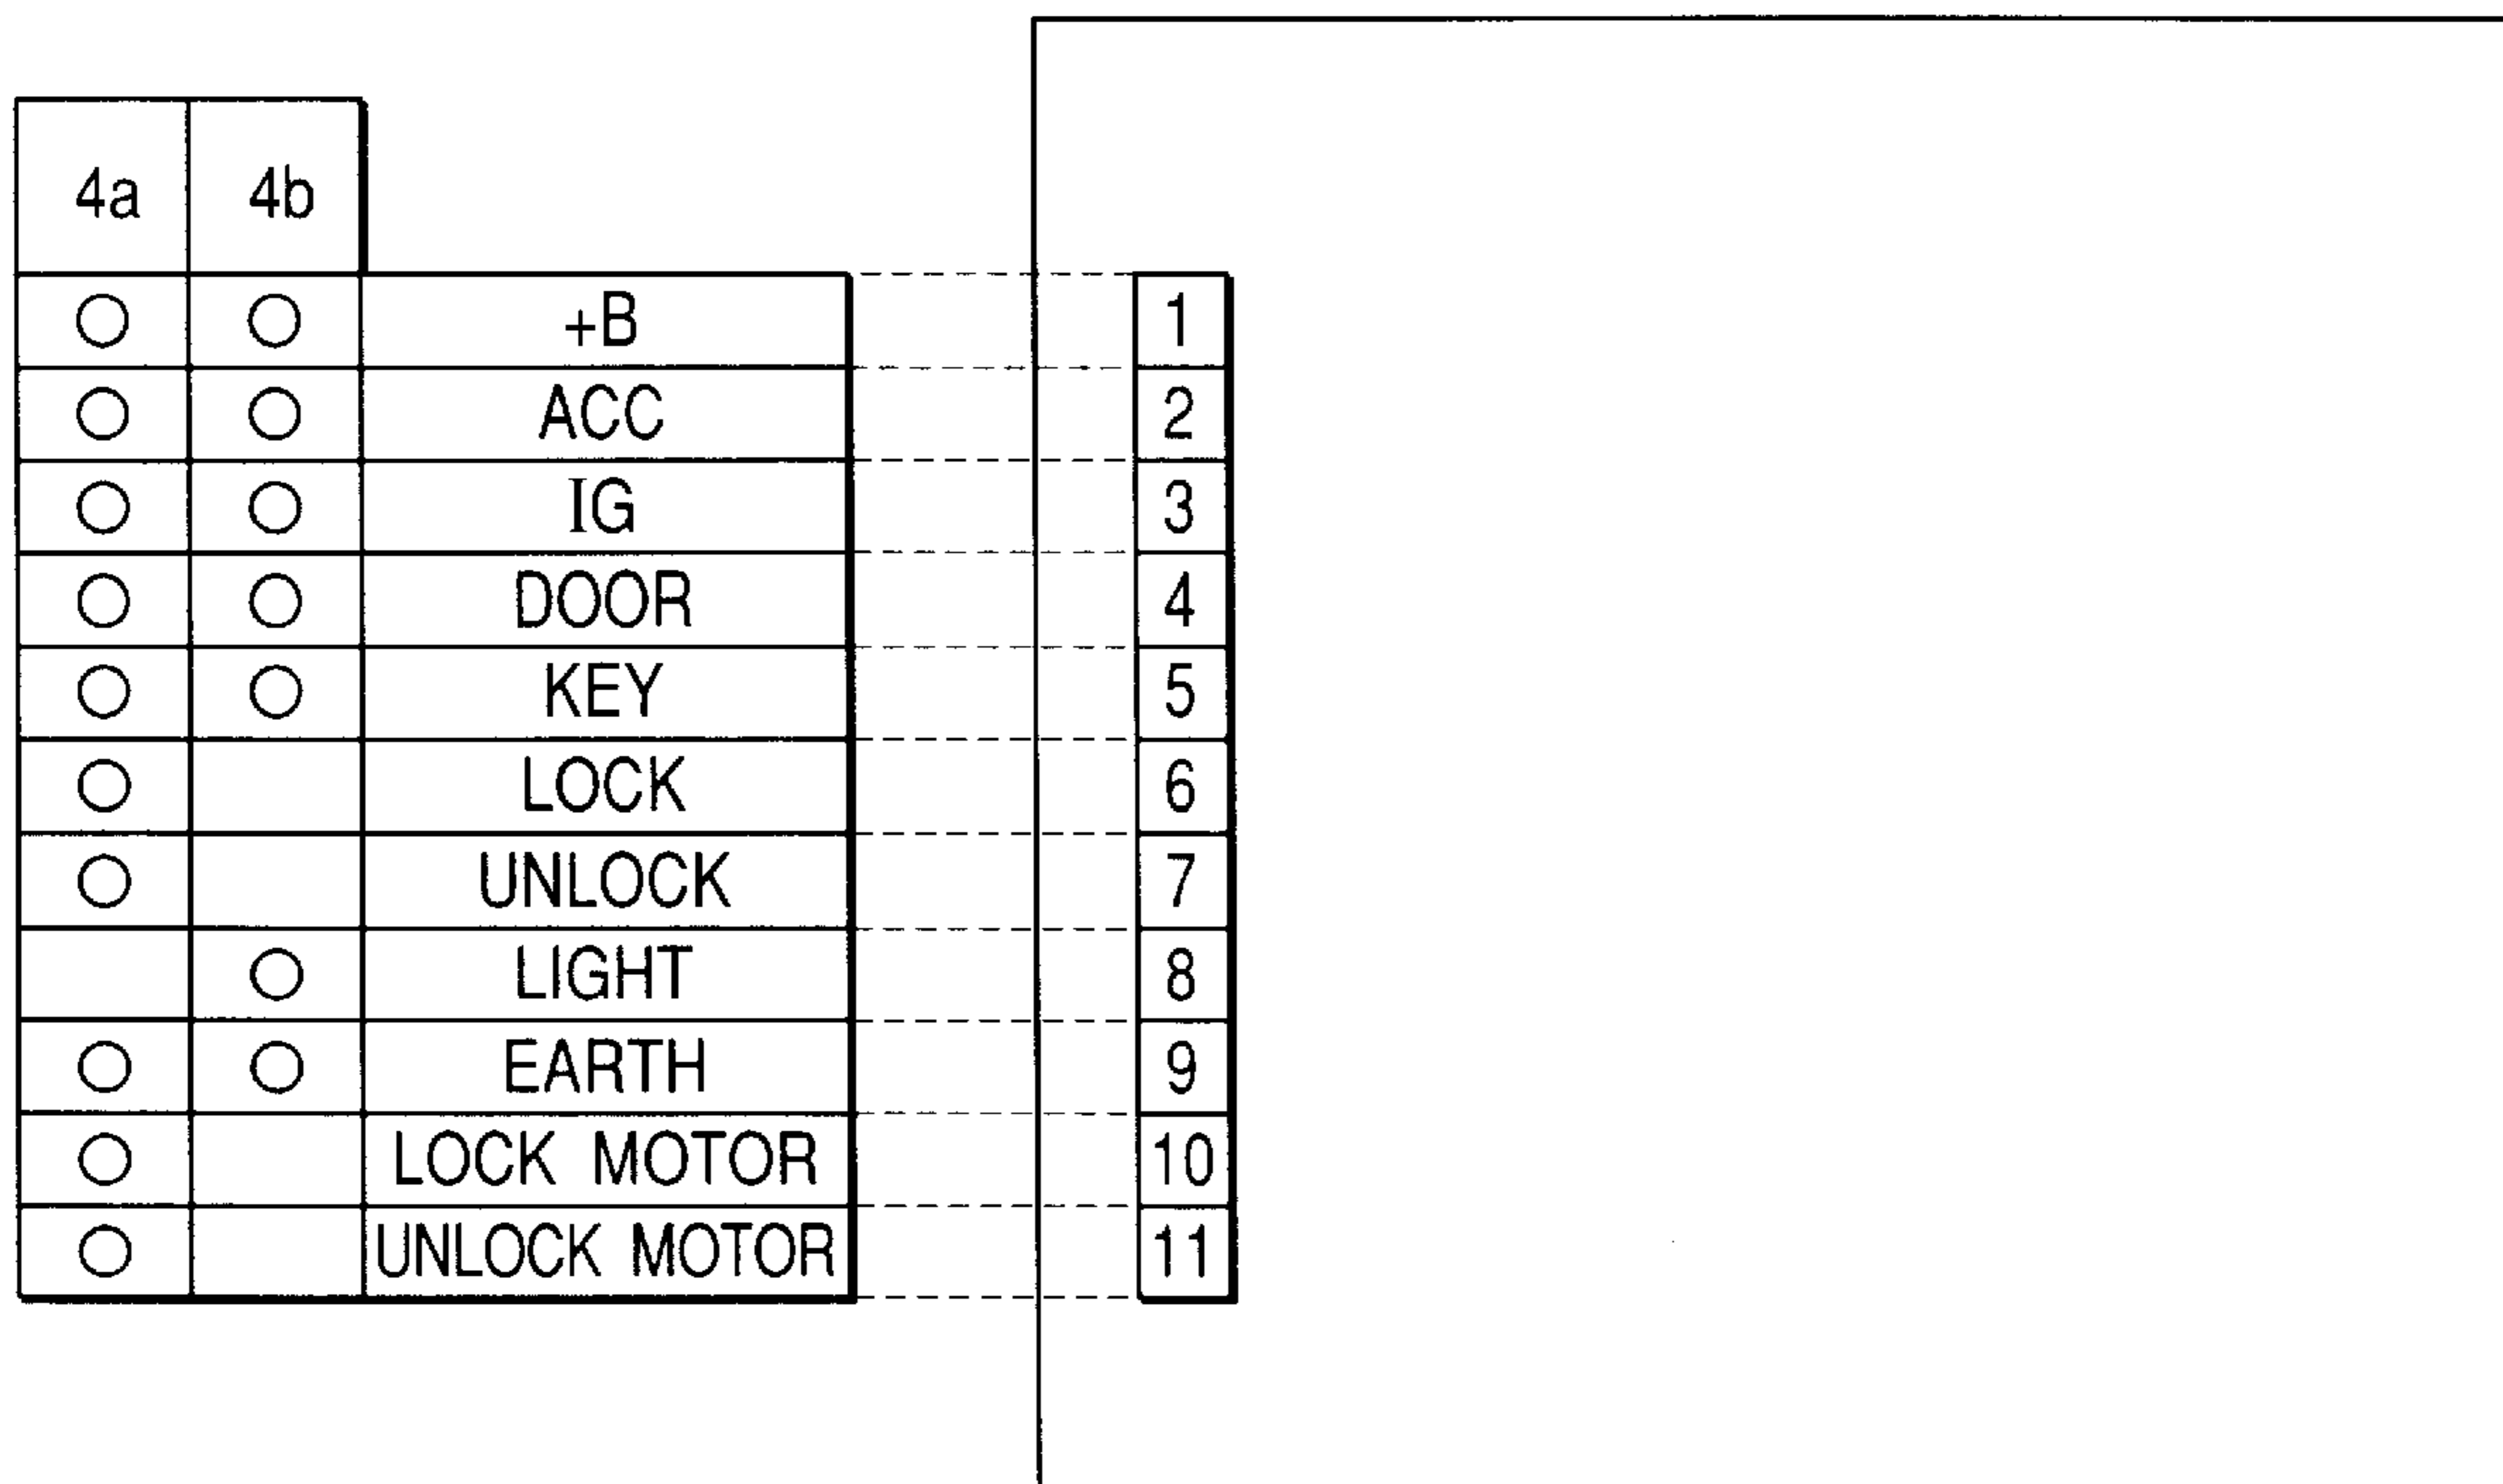 4a 4b
○ ○ +B 1
○ ○ ACC 2
○ ○ IG 3
○ ○ DOOR 4
○ ○ KEY 5
○ LOCK 6
○ UNLOCK 7
○ LIGHT 8
○ ○ EARTH 9
○ LOCK MOTOR 10
○ UNLOCK MOTOR 11